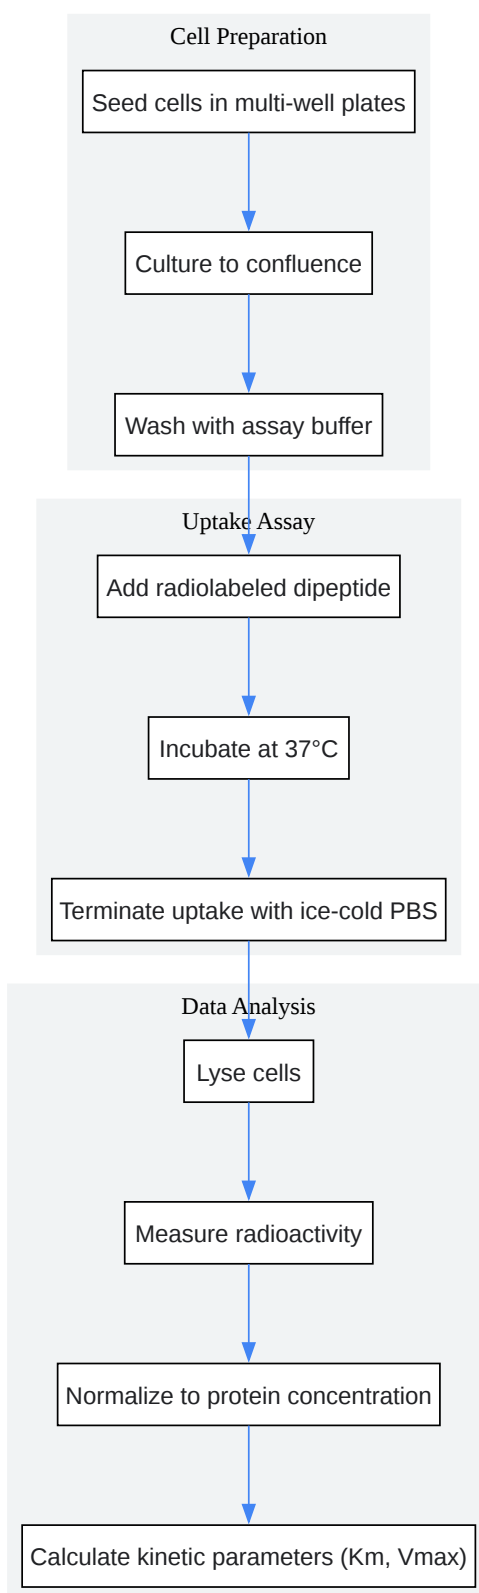 Cell Preparation
Seed cells in multi-well plates
Culture to confluence
Wash with assay buffer
Uptake Assay
Add radiolabeled dipeptide
Incubate at 37°C
Terminate uptake with ice-cold PBS
Data Analysis
Lyse cells
Measure radioactivity
Normalize to protein concentration
Calculate kinetic parameters (Km, Vmax)